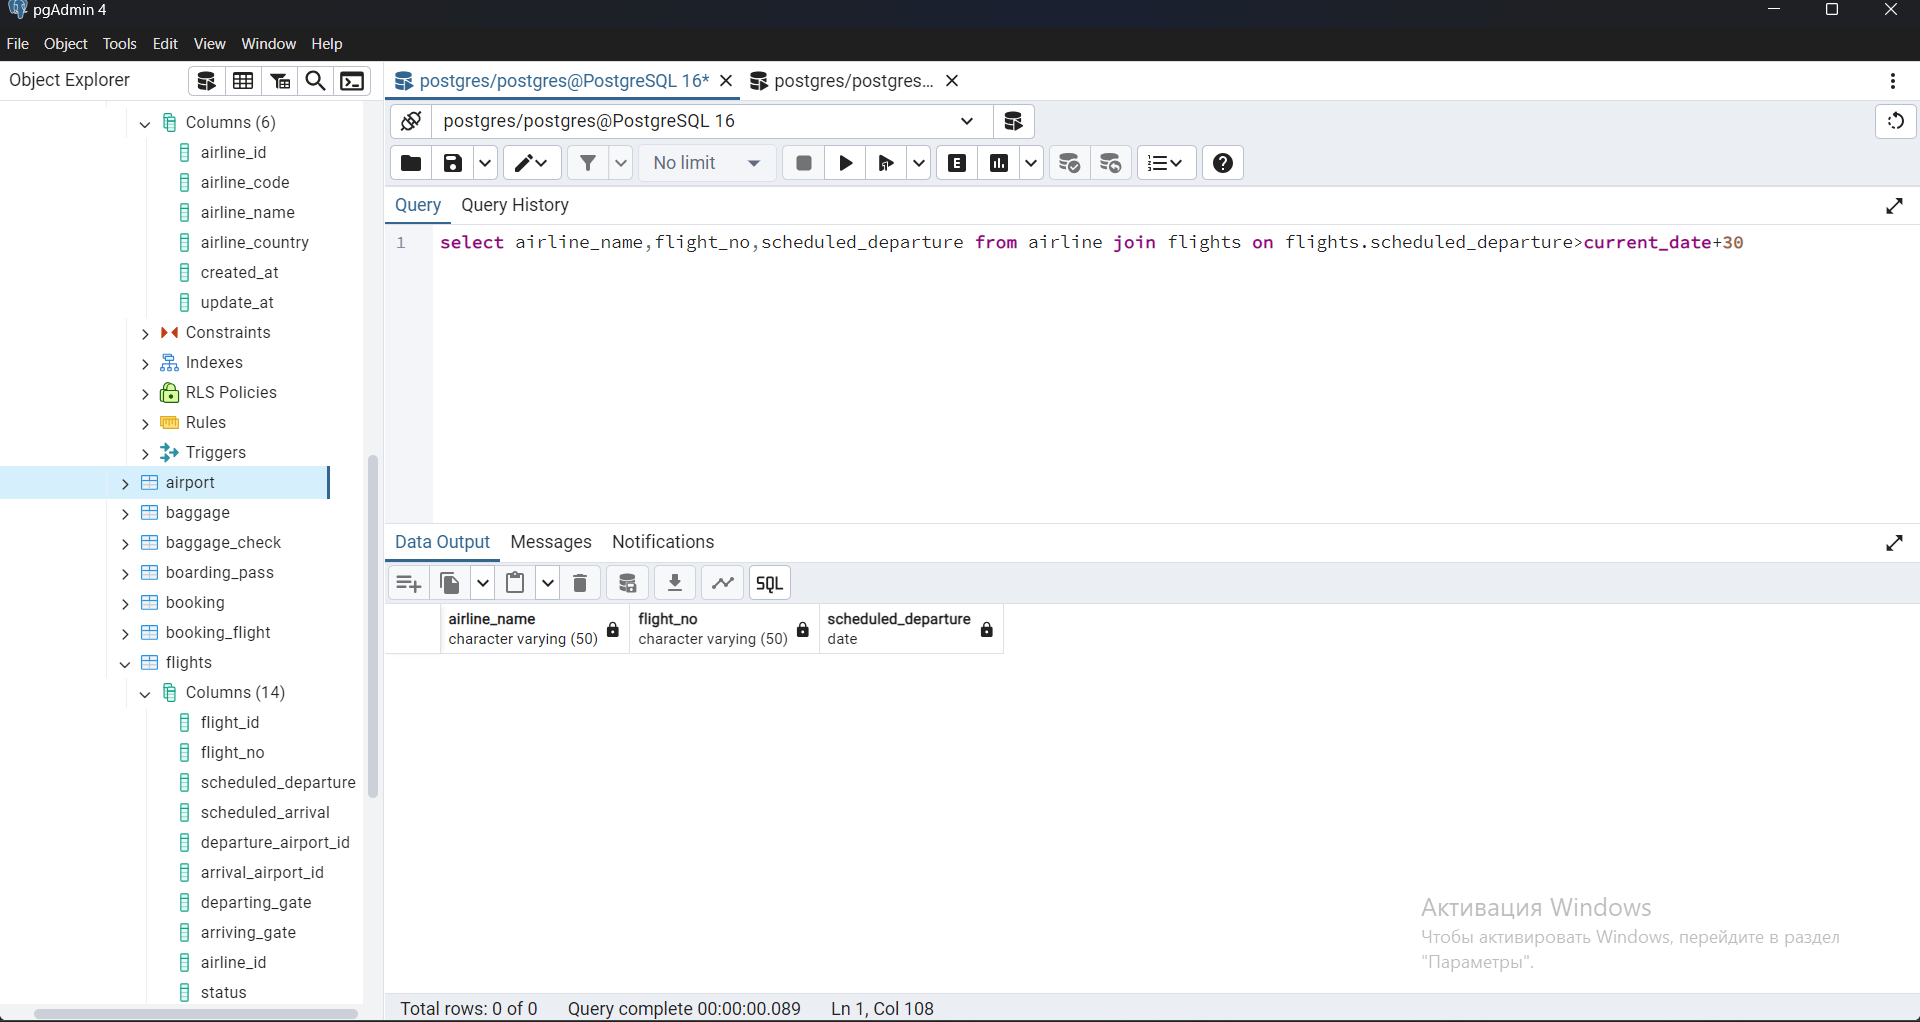 pgAdmin 4
File Object Tools Edit View Window Help
Object Explorer
postgres/postgres@PostgreSQL 16*
postgres/postgres...
Columns (6)
airline_id
airline_code
airline_name
airline_country
created_at
update_at
Constraints
Indexes
RLS Policies
Rules
Triggers
airport
baggage
baggage_check
boarding_pass
booking
booking_flight
flights
Columns (14)
flight_id
flight_no
scheduled_departure
scheduled_arrival
departure_airport_id
arrival_airport_id
departing_gate
arriving_gate
airline_id
status
postgres/postgres@PostgreSQL 16
No limit
E
Query Query History
1 select airline_name,flight_no,scheduled_departure from airline join flights on flights.scheduled_departure>current_date+30
Data Output Messages Notifications
SQL
airline_name flight_no scheduled_departure
character varying (50) character varying (50) date
Активация Windows
Чтобы активировать Windows, перейдите в раздел
"Параметры".
Total rows: 0 of 0 Query complete 00:00:00.089 Ln 1, Col 108